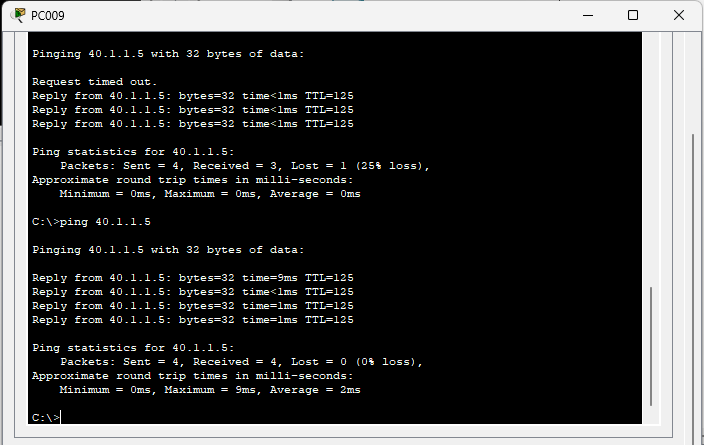 PC009
Pinging 40.1.1.5 with 32 bytes of data:
Request timed out.
Reply from 40.1.1.5: bytes=32 time<1ms TTL=125
Reply from 40.1.1.5: bytes=32 time<1ms TTL=125
Reply from 40.1.1.5: bytes=32 time<1ms TTL=125
Ping statistics for 40.1.1.5:
    Packets: Sent = 4, Received = 3, Lost = 1 (25% loss),
Approximate round trip times in milli-seconds:
    Minimum = 0ms, Maximum = 0ms, Average = 0ms
C:\>ping 40.1.1.5
Pinging 40.1.1.5 with 32 bytes of data:
Reply from 40.1.1.5: bytes=32 time=9ms TTL=125
Reply from 40.1.1.5: bytes=32 time<1ms TTL=125
Reply from 40.1.1.5: bytes=32 time=1ms TTL=125
Reply from 40.1.1.5: bytes=32 time=1ms TTL=125
Ping statistics for 40.1.1.5:
    Packets: Sent = 4, Received = 4, Lost = 0 (0% loss),
Approximate round trip times in milli-seconds:
    Minimum = 0ms, Maximum = 9ms, Average = 2ms
C:\>